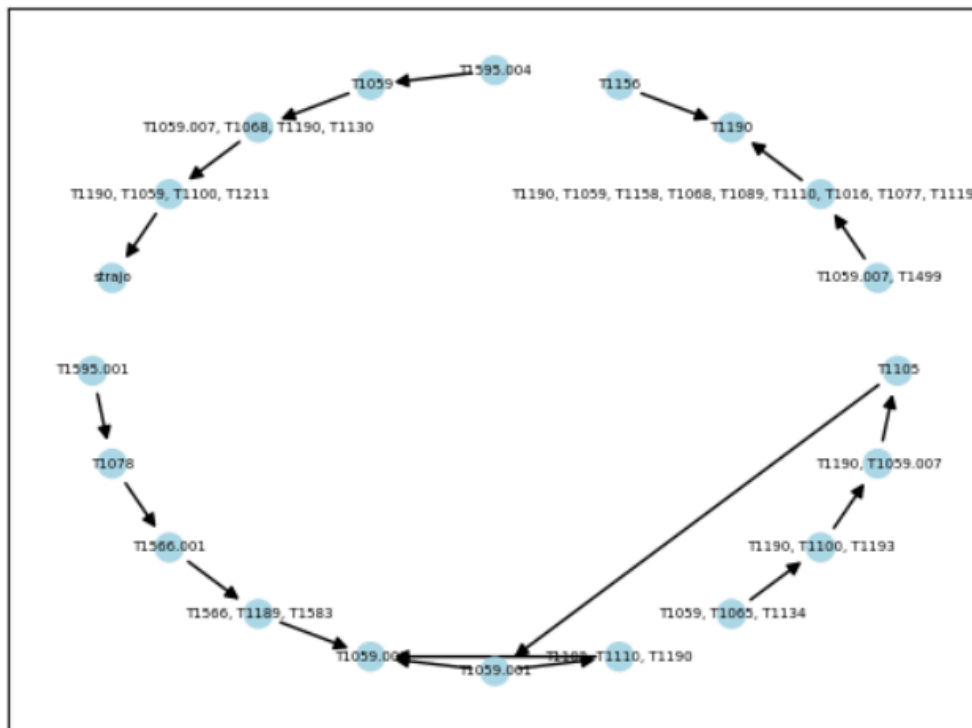 T1595.004
T1059
T1156
T1059.007, T1068, T1190, T1130
T1190
T1190, T1059, T1100, T1211
T1190, T1059, T1158, T1068, T1089, T1110, T1016, T1077, T1119
strajo
T1059.007, T1499
T1595.001
T1105
T1078
T1190, T1059.007
T1566.001
T1190, T1100, T1193
T1566, T1189, T1583
T1059, T1065, T1134
T1110, T1190
T1059.001